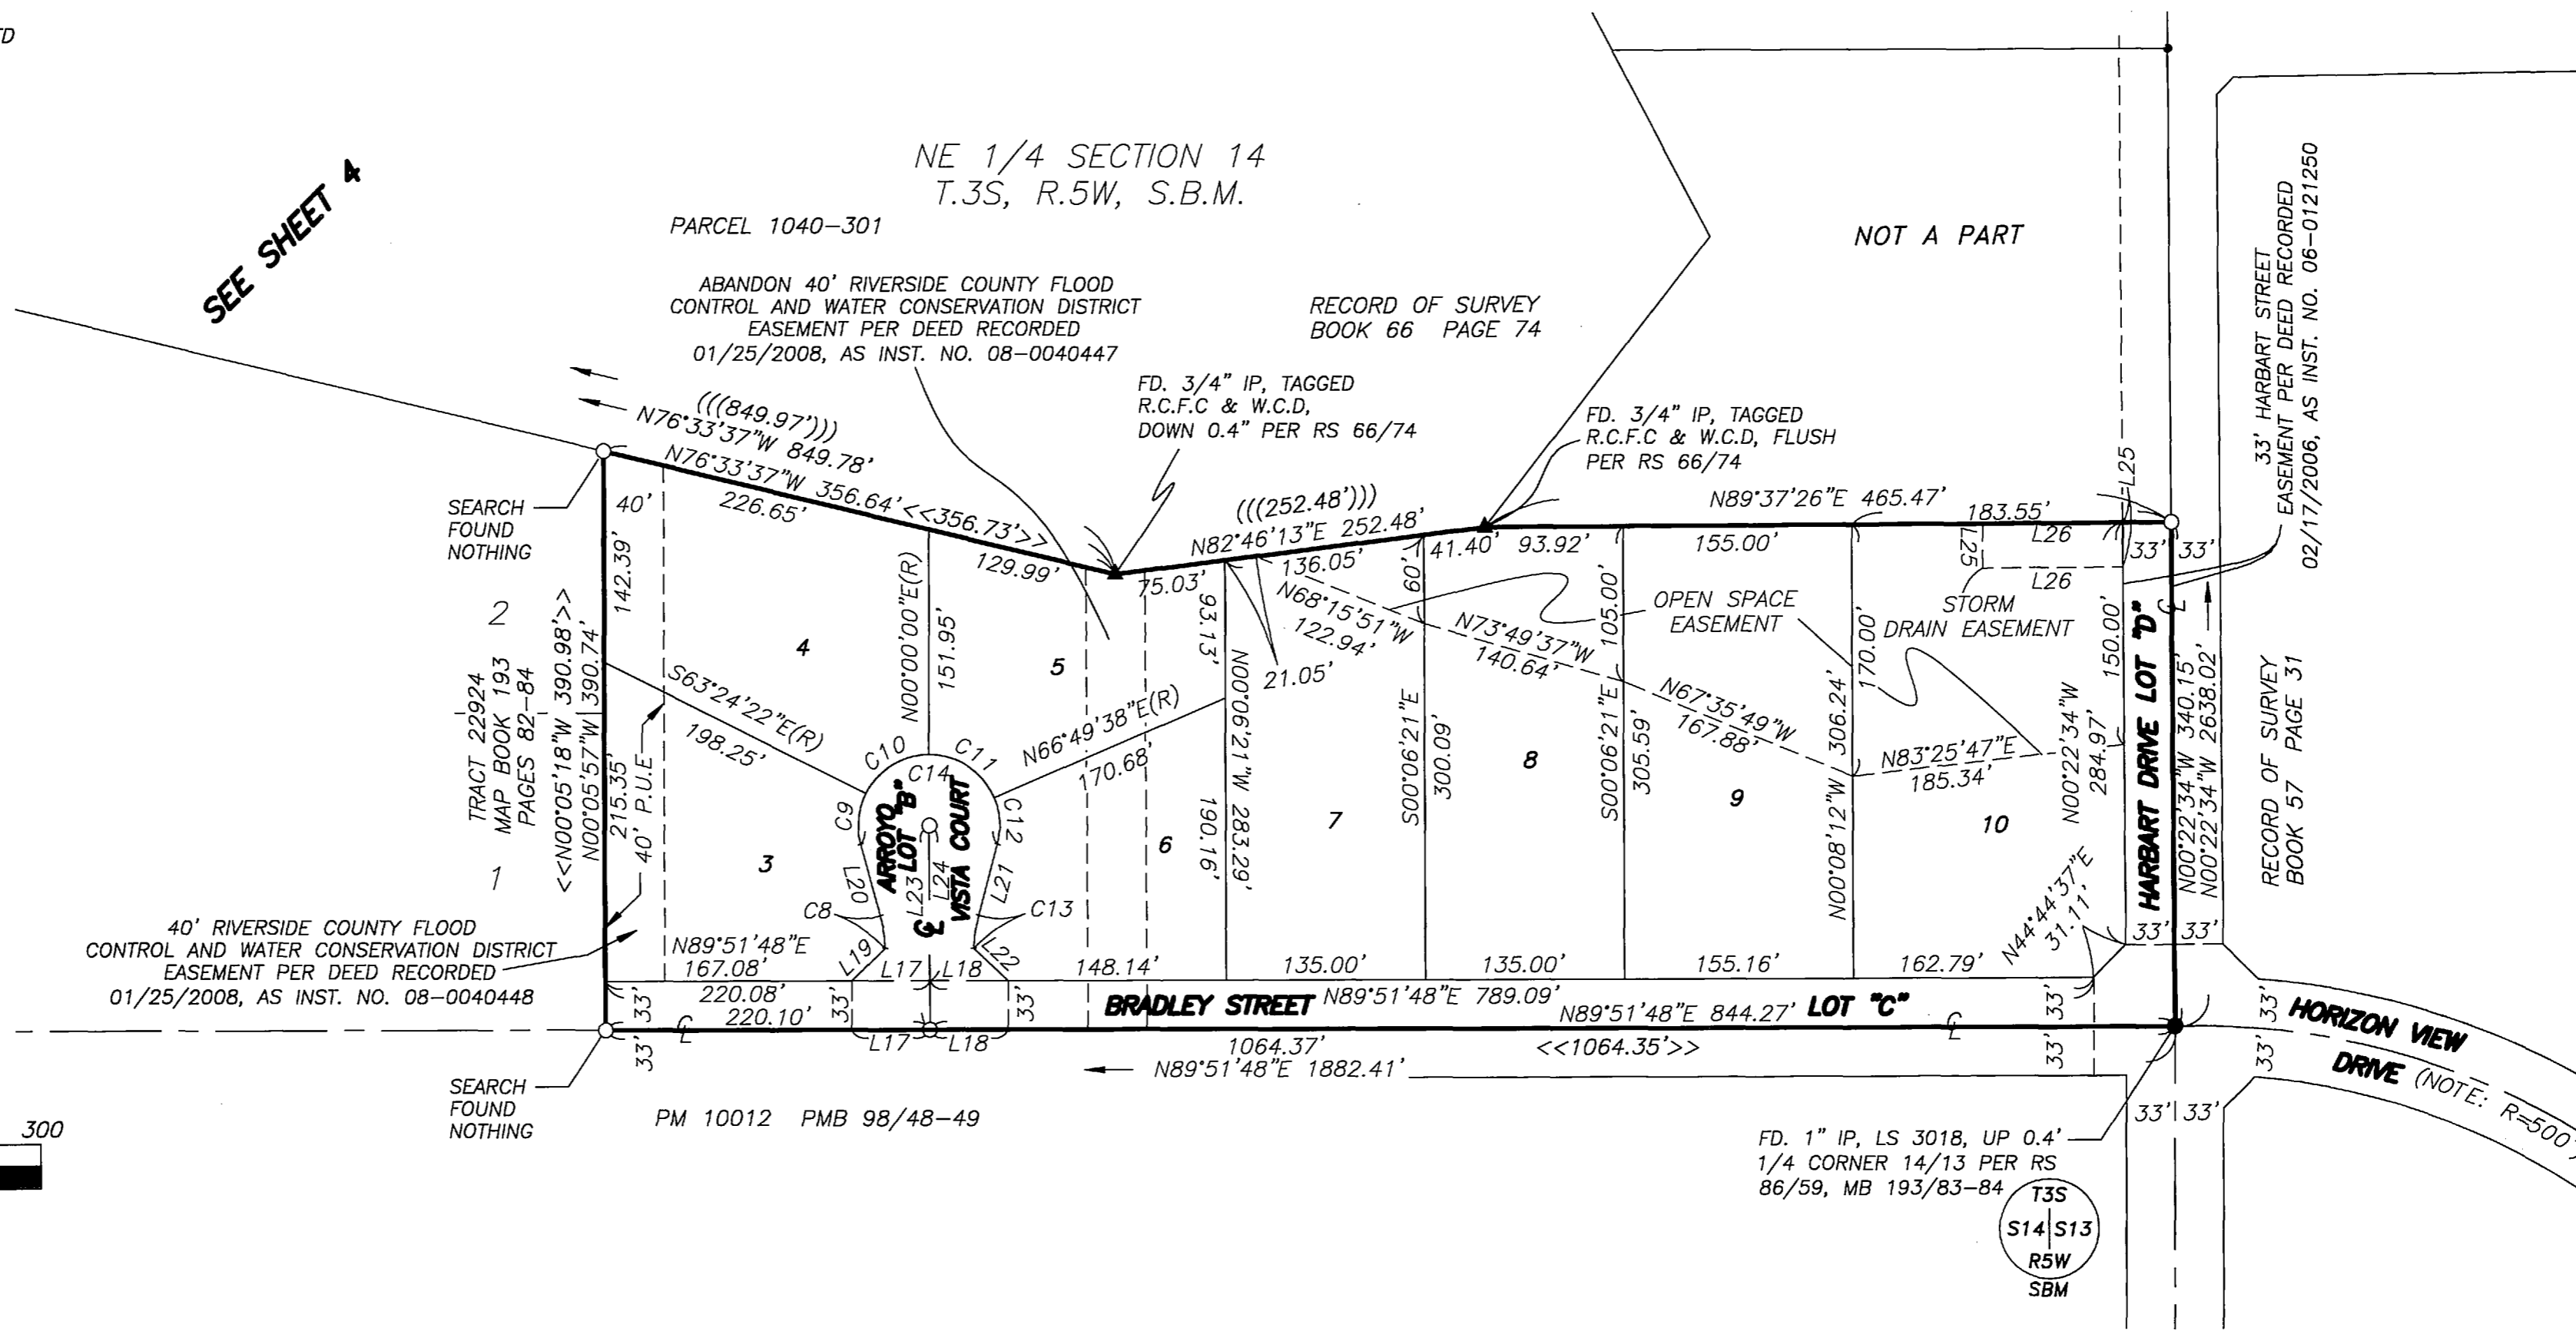 TD
SEE SHEET 4
NE 1/4 SECTION 14
T.3S, R.5W, S.B.M.
PARCEL 1040-301
NOT A PART
ABANDON 40' RIVERSIDE COUNTY FLOOD
CONTROL AND WATER CONSERVATION DISTRICT
EASEMENT PER DEED RECORDED
01/25/2008, AS INST. NO. 08-0040447
RECORD OF SURVEY
BOOK 66 PAGE 74
33' HARBART STREET
EASEMENT PER DEED RECORDED
02/17/2006, AS INST. NO. 06-0121250
FD. 3/4" IP, TAGGED
R.C.F.C & W.C.D,
DOWN 0.4" PER RS 66/74
FD. 3/4" IP, TAGGED
R.C.F.C & W.C.D, FLUSH
PER RS 66/74
(((849.97')))
N76°33'37"W 849.78'
N76°33'37"W 356.64' <<356.73'77
226.65'
129.99'
(((252.48')))
N82°46'13"E 252.48'
75.03'
136.05'
41.40'
N89°37'26"E 465.47'
93.92'
155.00'
183.55'
L25
L26
L25
L26
33'
33'
SEARCH
FOUND
NOTHING
40'
142.39'
2
1
TRACT 22924
MAP BOOK 193
PAGES 82-84
<<N00°05'18"W 390.98'>>
N00°05'57"W 390.74'
215.35'
40' P.U.E
4
5
S63°24'22"E(R)
198.25'
N00°00'00"E(R)
151.95'
N66°49'38"E(R)
170.68'
93.13'
N00°06'21"W 283.29'
190.16'
21.05'
60'
N68°15'51"W
122.94'
N73°49'37"W
140.64'
105.00'
OPEN SPACE
EASEMENT
STORM
DRAIN EASEMENT
N67°35'49"W
167.88'
170.00'
N83°25'47"E
185.34'
150.00'
S00°06'21"E
300.09'
S00°06'21"E
305.59'
N00°08'12"W 306.24'
N00°22'34"W
284.97'
HARBART DRIVE LOT "D"
N00°22'34"W 340.15'
N00°22'34"W 2638.02'
RECORD OF SURVEY
BOOK 57 PAGE 31
3
6
7
8
9
10
C10
C11
C14
C9
C12
L20
L21
C8
C13
L23
L24
L19
L22
ARROYO
LOT "B"
VISTA COURT
40' RIVERSIDE COUNTY FLOOD
CONTROL AND WATER CONSERVATION DISTRICT
EASEMENT PER DEED RECORDED
01/25/2008, AS INST. NO. 08-0040448
N89°51'48"E
167.08'
L17
L18
148.14'
135.00'
135.00'
155.16'
162.79'
N44°44'37"E
31.11'
33'
33'
33'
220.08'
33'
33'
33'
BRADLEY STREET
N89°51'48"E 789.09'
LOT "C"
220.10'
N89°51'48"E 844.27'
33'
L17
L18
1064.37'
<<1064.35'>>
33'
N89°51'48"E 1882.41'
33'
33'
HORIZON VIEW
DRIVE (NOTE: R=500')
SEARCH
FOUND
NOTHING
PM 10012 PMB 98/48-49
33'
33'
FD. 1" IP, LS 3018, UP 0.4'
1/4 CORNER 14/13 PER RS
86/59, MB 193/83-84
T3S
S14
S13
R5W
SBM
300